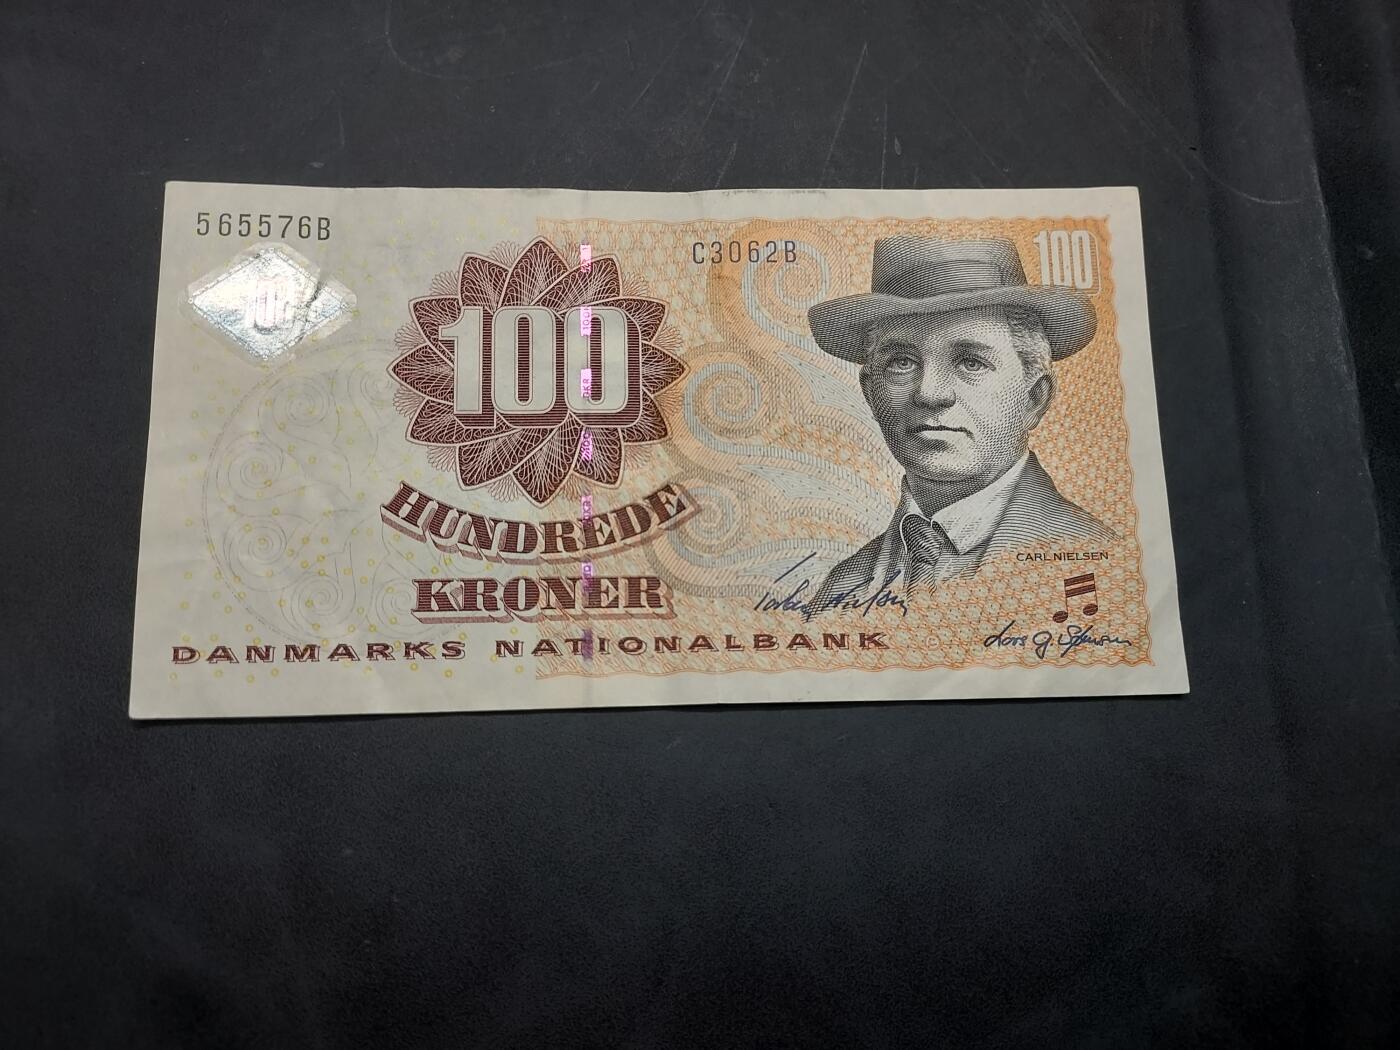 565576B
C3062B
100
100
HUNDREDE
KRONER
CARL NIELSEN
DANMARKS NATIONALBANK